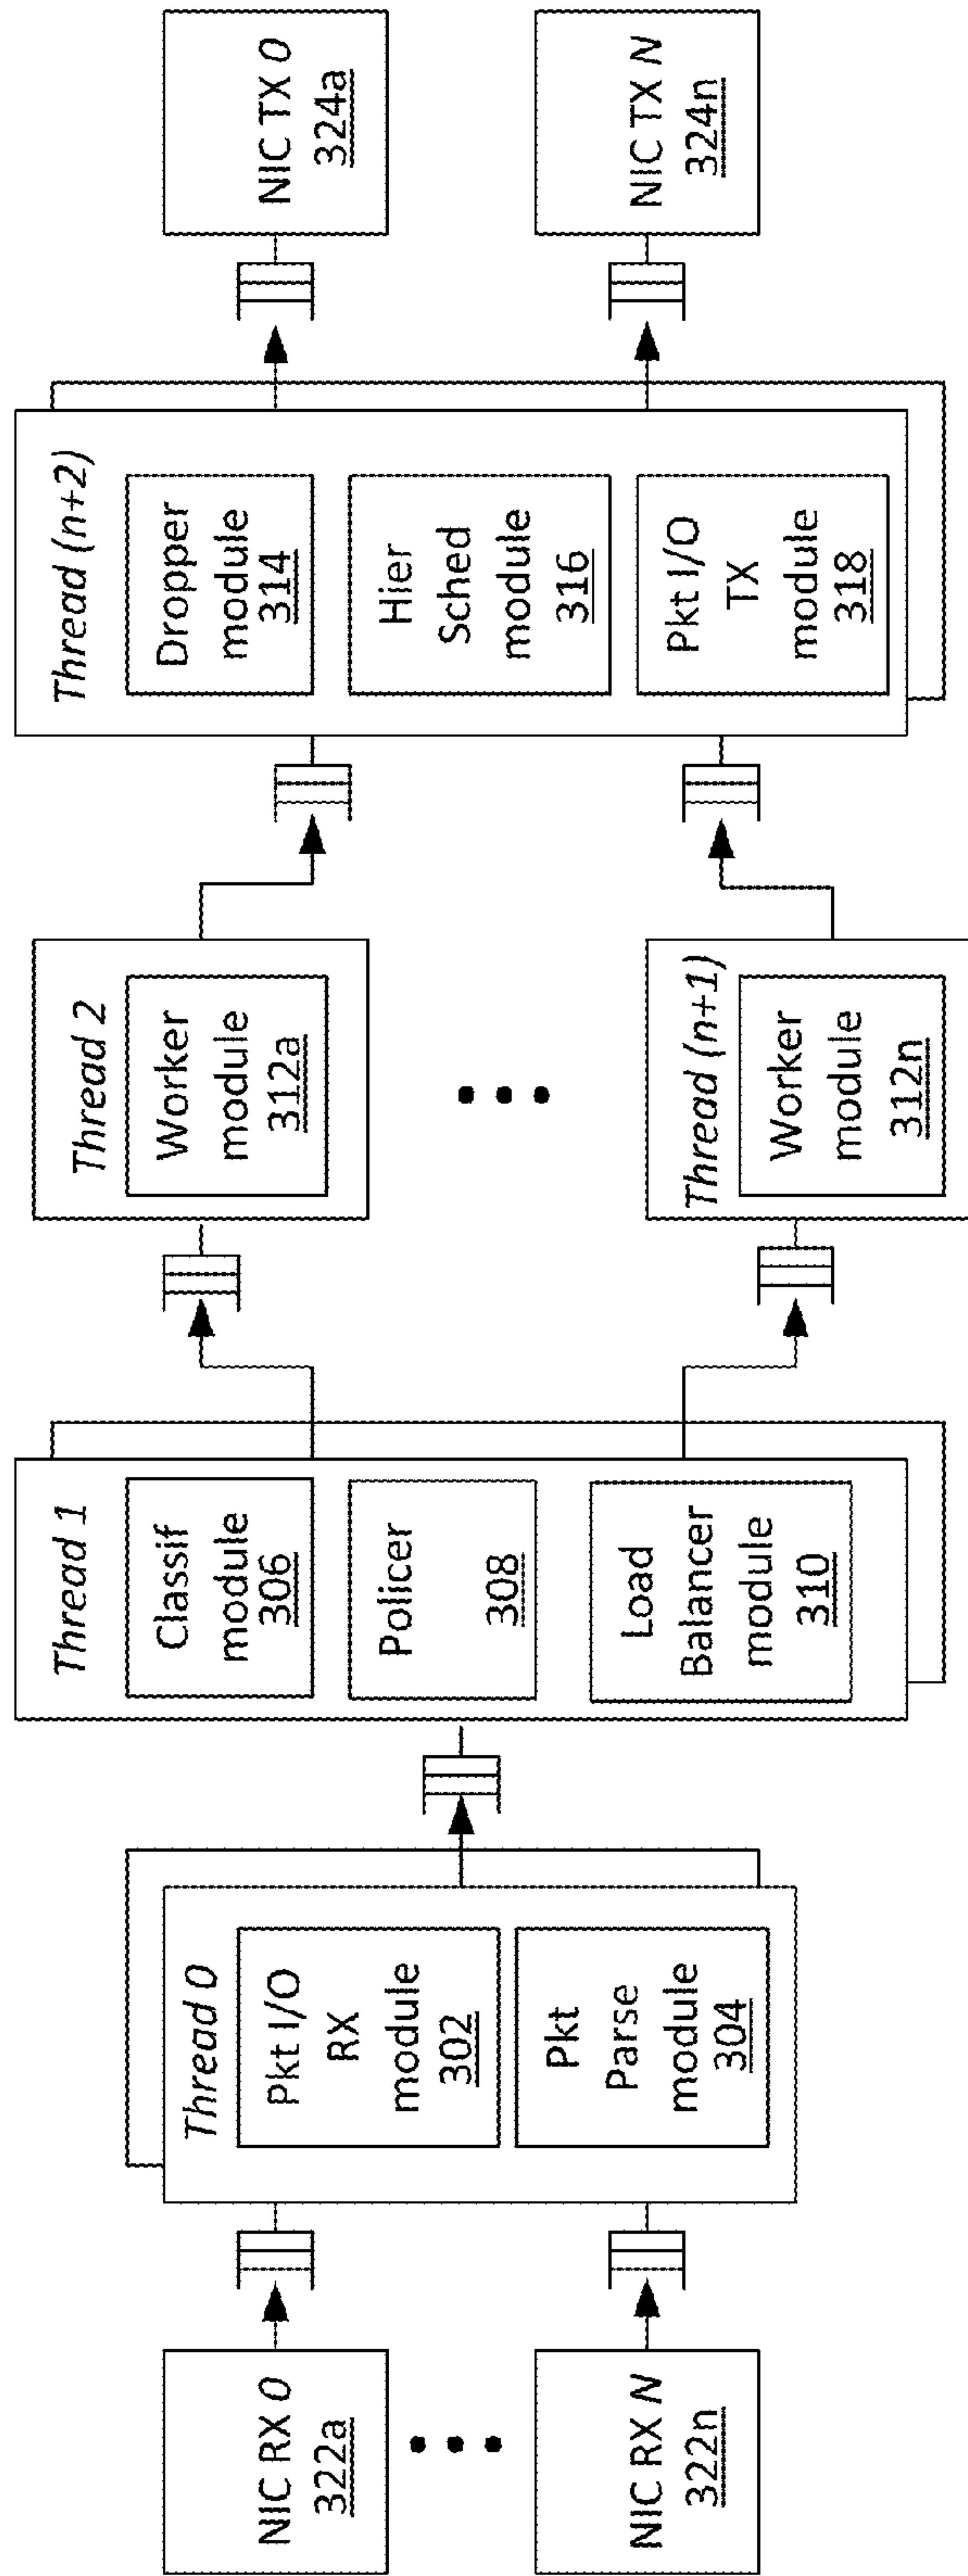 NIC RX 0
322a
NIC RX N
322n
Thread 0
Pkt I/O
RX
module
302
Pkt
Parse
module
304
Thread 1
Classif
module
306
Policer
308
Load
Balancer
module
310
Thread 2
Worker
module
312a
Thread (n+1)
Worker
module
312n
Thread (n+2)
Dropper
module
314
Hier
Sched
module
316
Pkt I/O
TX
module
318
NIC TX 0
324a
NIC TX N
324n